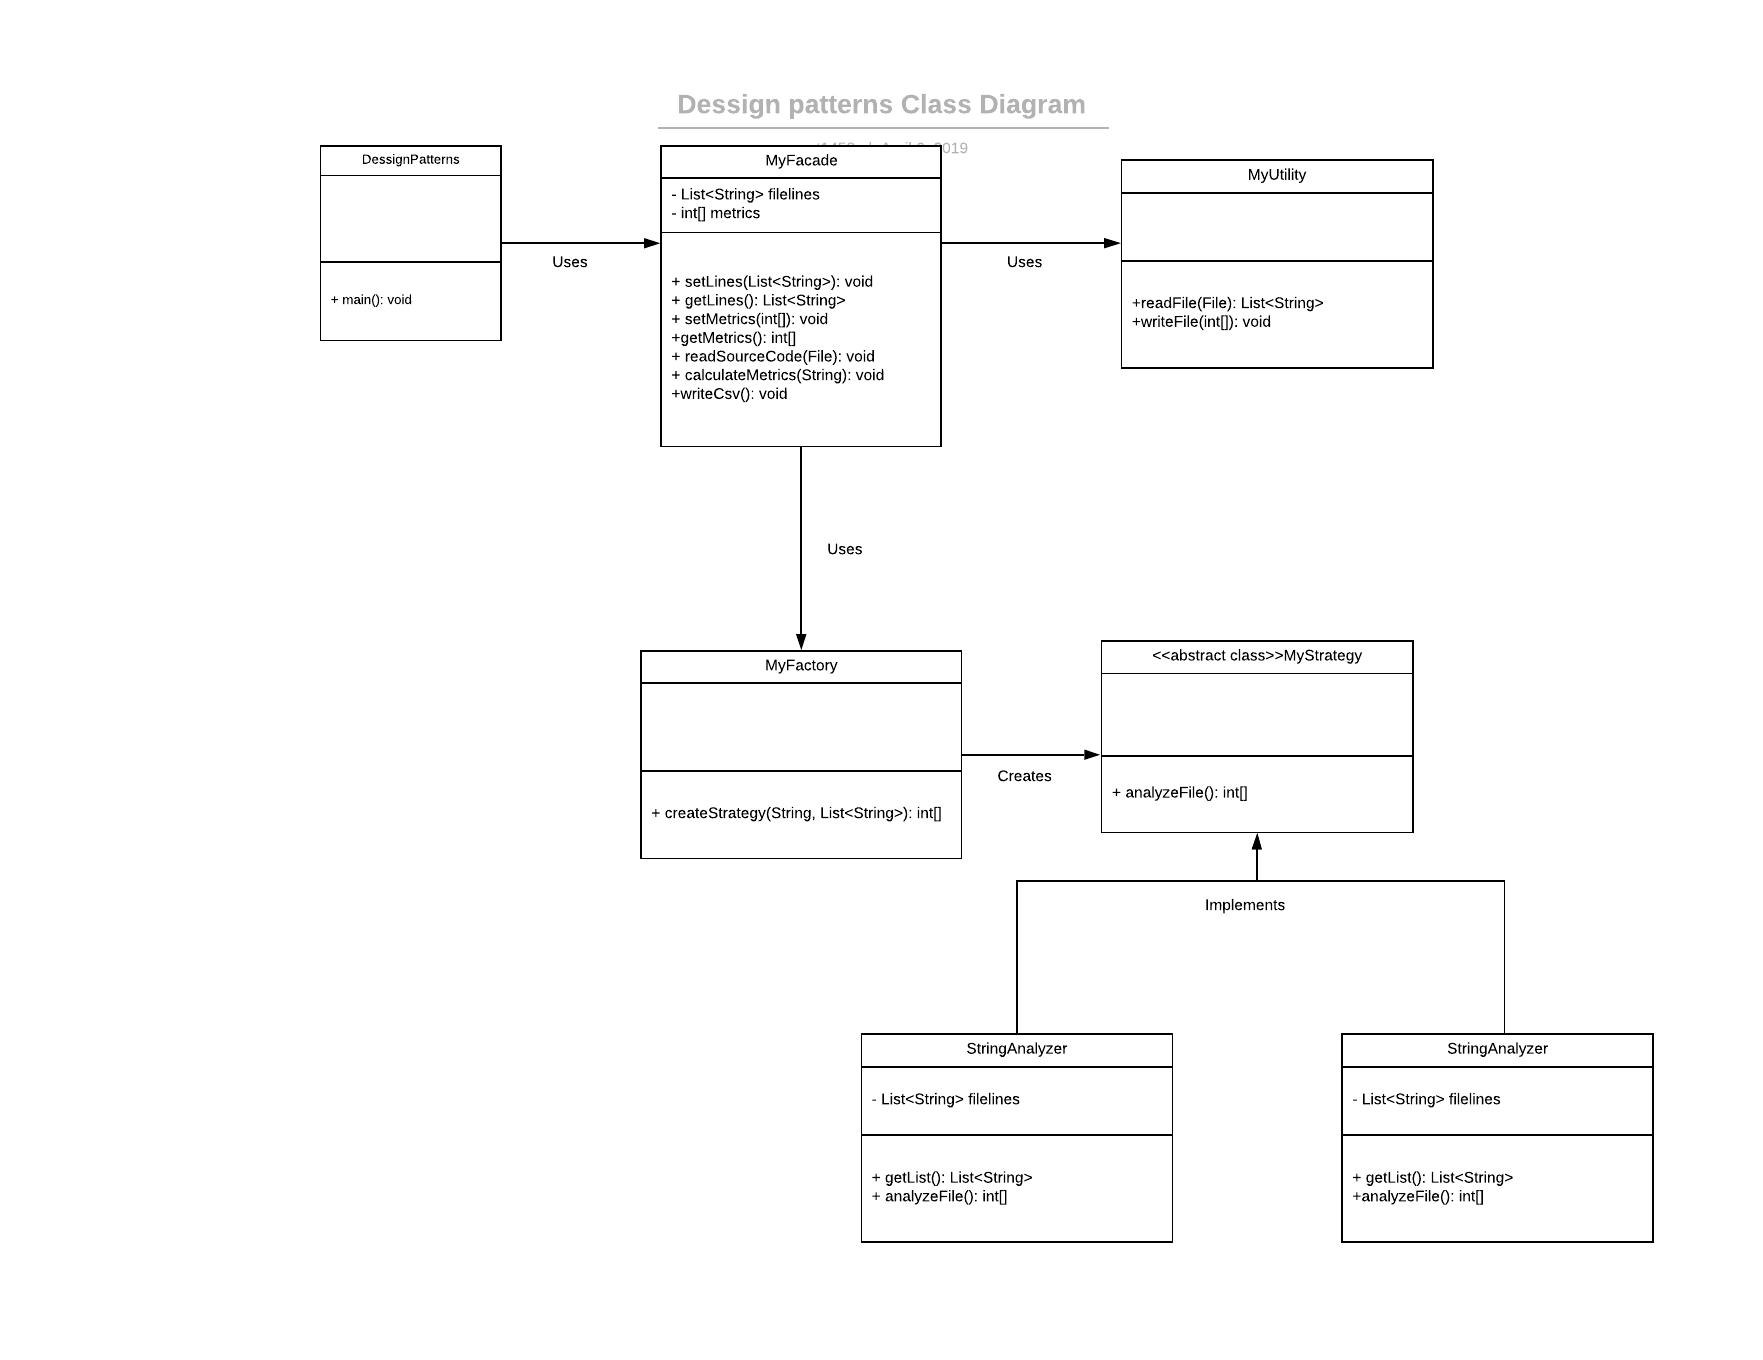 Dessign patterns Class Diagram
2019
DessignPatterns
+ main(): void
Uses
MyFacade
- List<String> filelines
- int[] metrics
+ setLines(List<String>): void
+ getLines(): List<String>
+ setMetrics(int[]): void
+getMetrics(): int[]
+ readSourceCode(File): void
+ calculateMetrics(String): void
+writeCsv(): void
Uses
MyUtility
+readFile(File): List<String>
+writeFile(int[]): void
Uses
MyFactory
+ createStrategy(String, List<String>): int[]
Creates
<<abstract class>>MyStrategy
+ analyzeFile(): int[]
Implements
StringAnalyzer
- List<String> filelines
+ getList(): List<String>
+ analyzeFile(): int[]
StringAnalyzer
- List<String> filelines
+ getList(): List<String>
+analyzeFile(): int[]